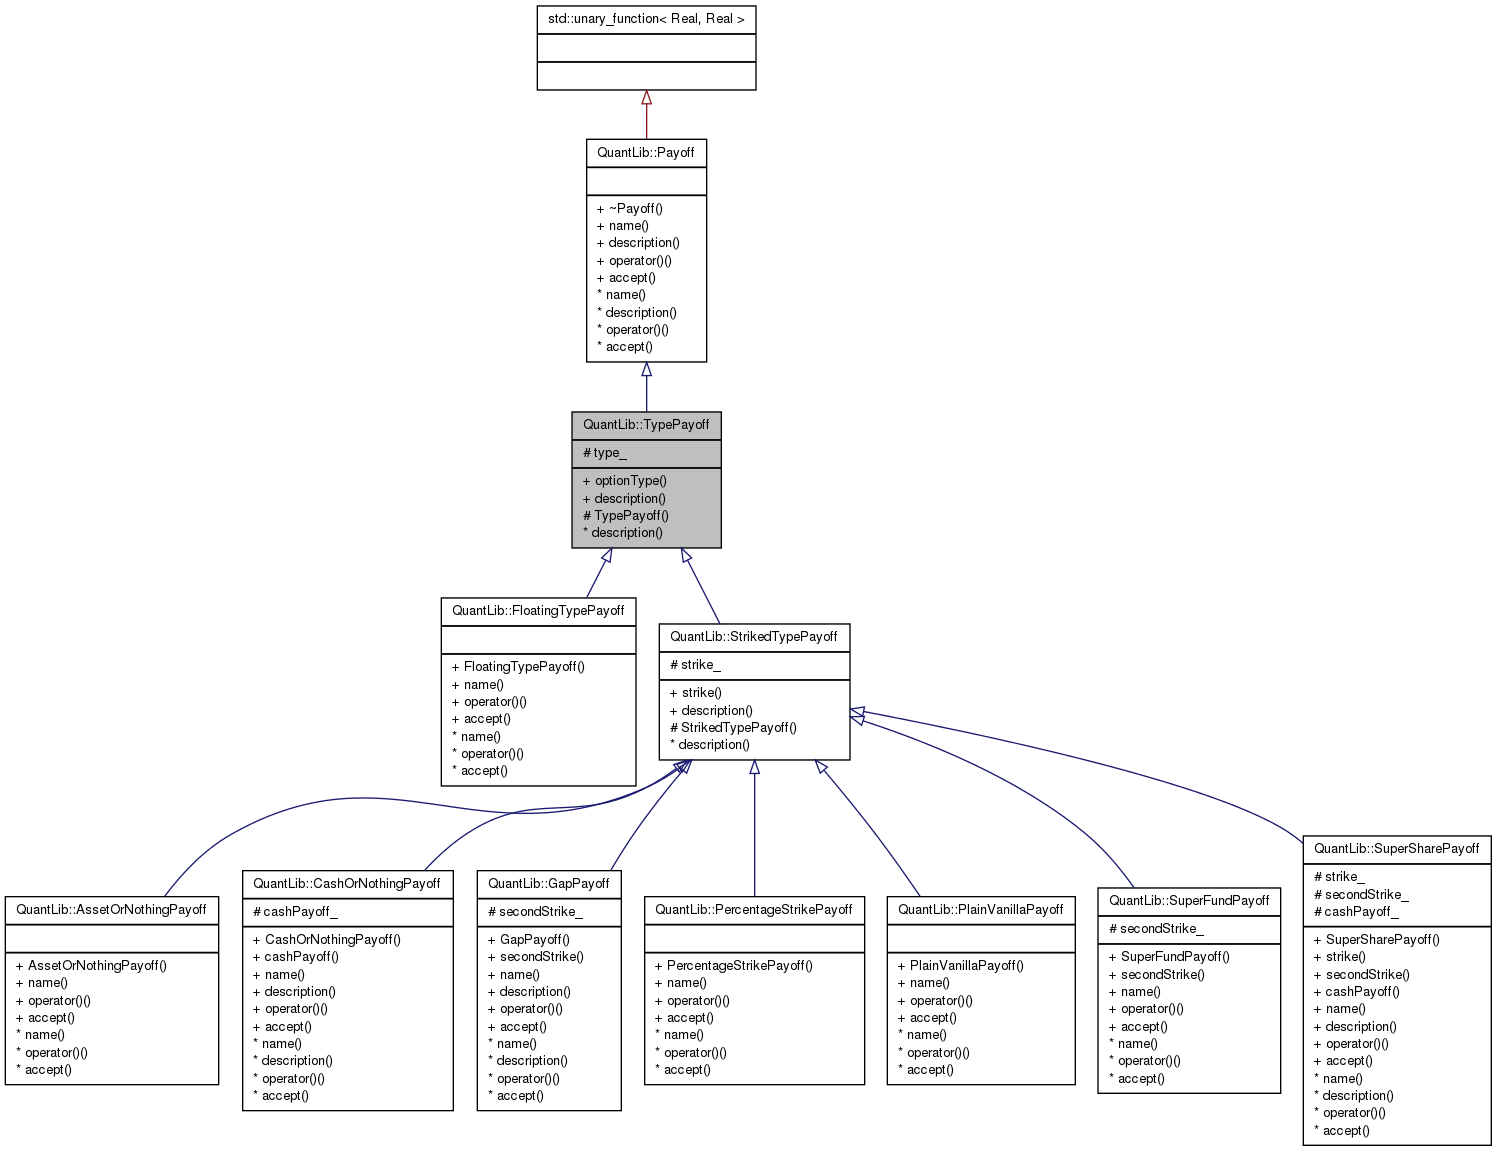 std::unary_function< Real, Real >
QuantLib::Payoff
+ ~Payoff()
+ name()
+ description()
+ operator()()
+ accept()
* name()
* description()
* operator()()
* accept()
QuantLib::TypePayoff
# type_
+ optionType()
+ description()
# TypePayoff()
* description()
QuantLib::FloatingTypePayoff
+ FloatingTypePayoff()
+ name()
+ operator()()
+ accept()
* name()
* operator()()
* accept()
QuantLib::StrikedTypePayoff
# strike_
+ strike()
+ description()
# StrikedTypePayoff()
* description()
QuantLib::AssetOrNothingPayoff
+ AssetOrNothingPayoff()
+ name()
+ operator()()
+ accept()
* name()
* operator()()
* accept()
QuantLib::CashOrNothingPayoff
# cashPayoff_
+ CashOrNothingPayoff()
+ cashPayoff()
+ name()
+ description()
+ operator()()
+ accept()
* name()
* description()
* operator()()
* accept()
QuantLib::GapPayoff
# secondStrike_
+ GapPayoff()
+ secondStrike()
+ name()
+ description()
+ operator()()
+ accept()
* name()
* description()
* operator()()
* accept()
QuantLib::PercentageStrikePayoff
+ PercentageStrikePayoff()
+ name()
+ operator()()
+ accept()
* name()
* operator()()
* accept()
QuantLib::PlainVanillaPayoff
+ PlainVanillaPayoff()
+ name()
+ operator()()
+ accept()
* name()
* operator()()
* accept()
QuantLib::SuperFundPayoff
# secondStrike_
+ SuperFundPayoff()
+ secondStrike()
+ name()
+ operator()()
+ accept()
* name()
* operator()()
* accept()
QuantLib::SuperSharePayoff
# strike_
# secondStrike_
# cashPayoff_
+ SuperSharePayoff()
+ strike()
+ secondStrike()
+ cashPayoff()
+ name()
+ description()
+ operator()()
+ accept()
* name()
* description()
* operator()()
* accept()